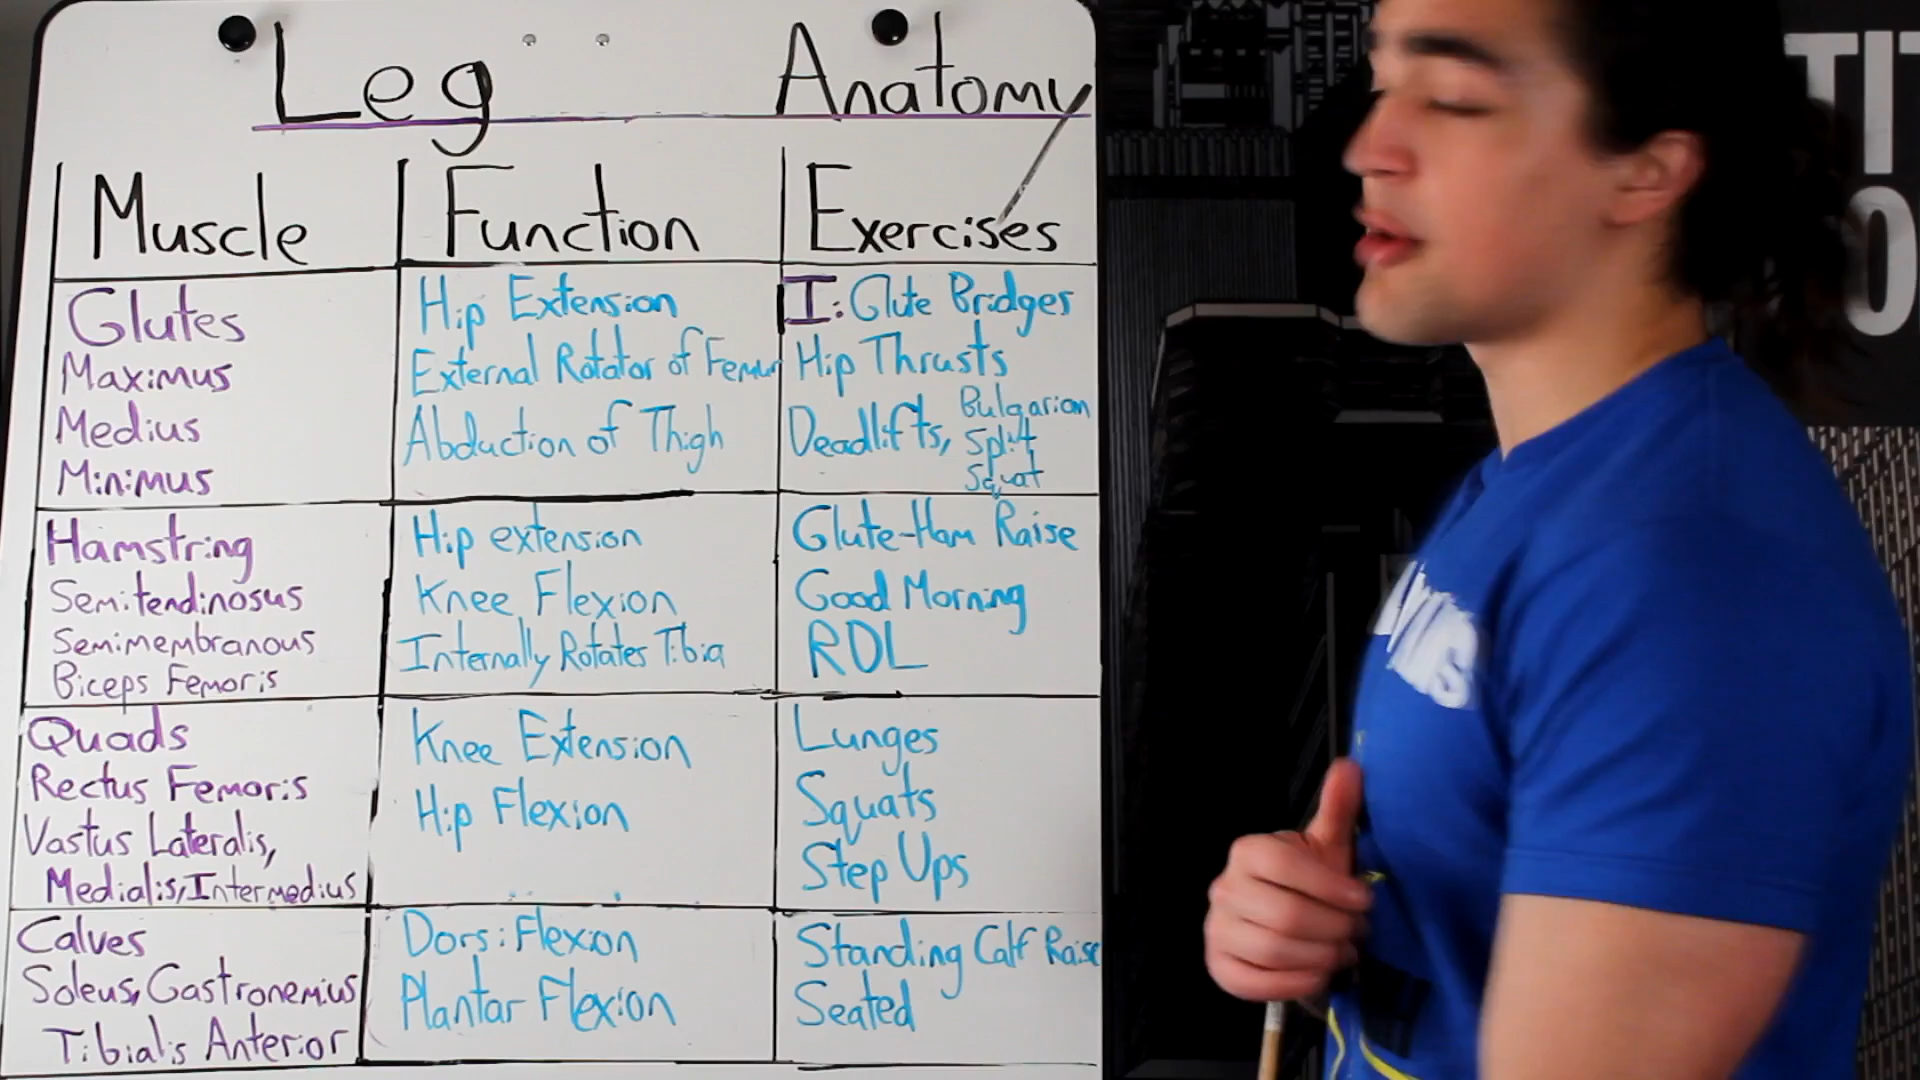 Leg Anatomy
Muscle Function Exercises
Glutes
Maximus
Medius
Minimus
Hip Extension
External Rotator of Femur
Abduction of Thigh
I: Glute Bridges
Hip Thrusts
Deadlifts, Bulgarian
Split
Squat
Hamstring
Semitendinosus
Semimembranous
Biceps Femoris
Hip extension
Knee Flexion
Internally Rotates Tibia
Glute-Ham Raise
Good Morning
RDL
Quads
Rectus Femoris
Vastus Lateralis,
Medialis, Intermedius
Knee Extension
Hip Flexion
Lunges
Squats
Step Ups
Calves
Soleus, Gastronemius
Tibialis Anterior
Dorsiflexion
Plantar Flexion
Standing Calf Raise
Seated